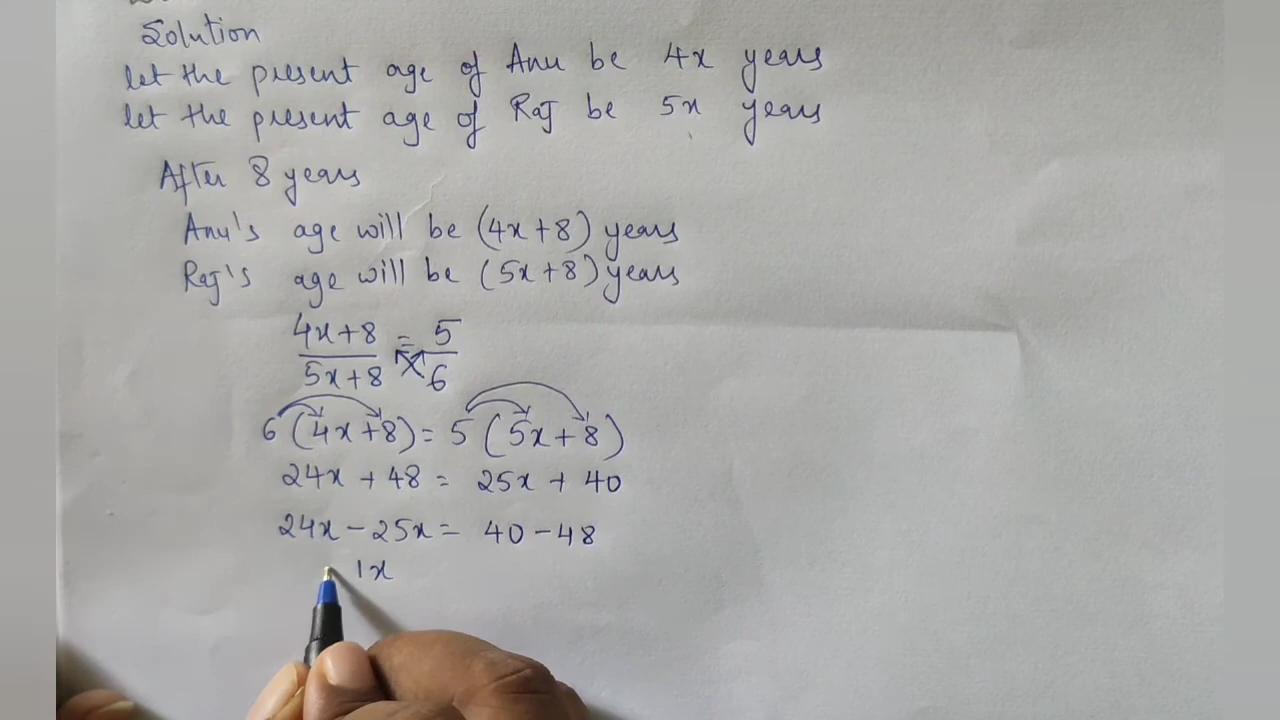 Solution
let the present age of Anu be 4x years
let the present age of Raj be 5x years
After 8 years
Anu's age will be (4x+8) years
Raj's age will be (5x+8) years
4x+8 = 5
5x+8 6
6(4x+8) = 5(5x+8)
24x + 48 = 25x + 40
24x - 25x = 40 - 48
1x